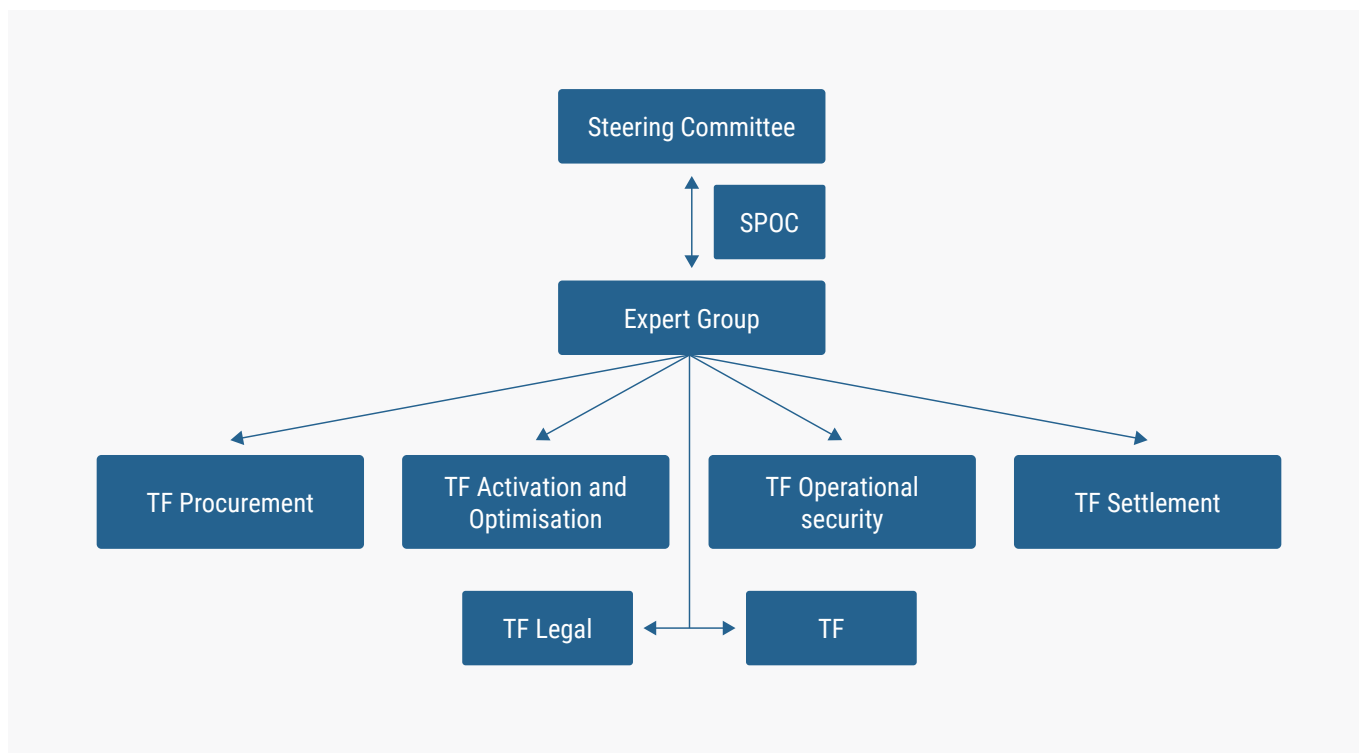 Steering Committee
SPOC
Expert Group
TF Procurement
TF Activation and
Optimisation
TF Operational
security
TF Settlement
TF Legal
TF